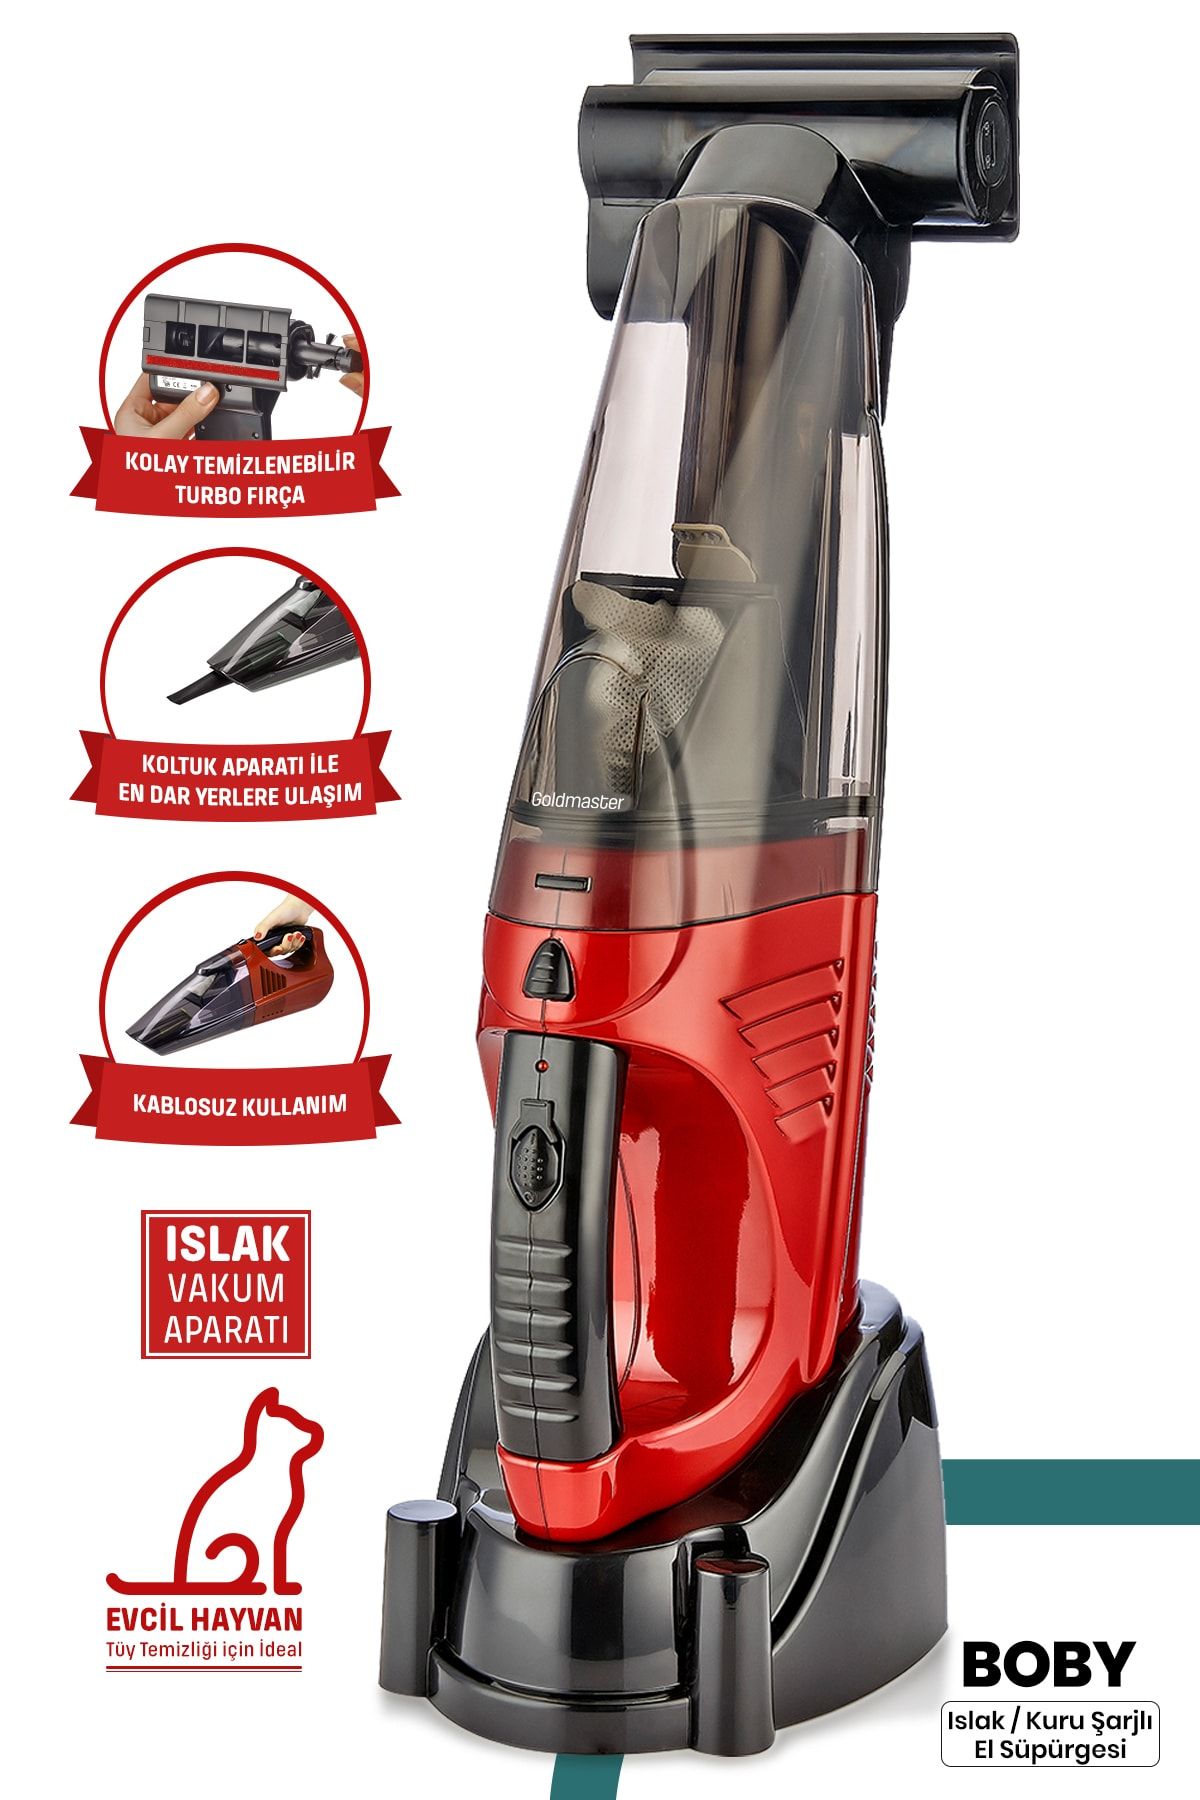 KOLAY TEMİZLENEBİLİR
TURBO FIRÇA
KOLTUK APARATI İLE
EN DAR YERLERE ULAŞIM
KABLOSUZ KULLANIM
ISLAK
VAKUM
APARATI
EVCİL HAYVAN
Tüy Temizliği için İdeal
Goldmaster
BOBY
Islak / Kuru Şarjlı
El Süpürgesi